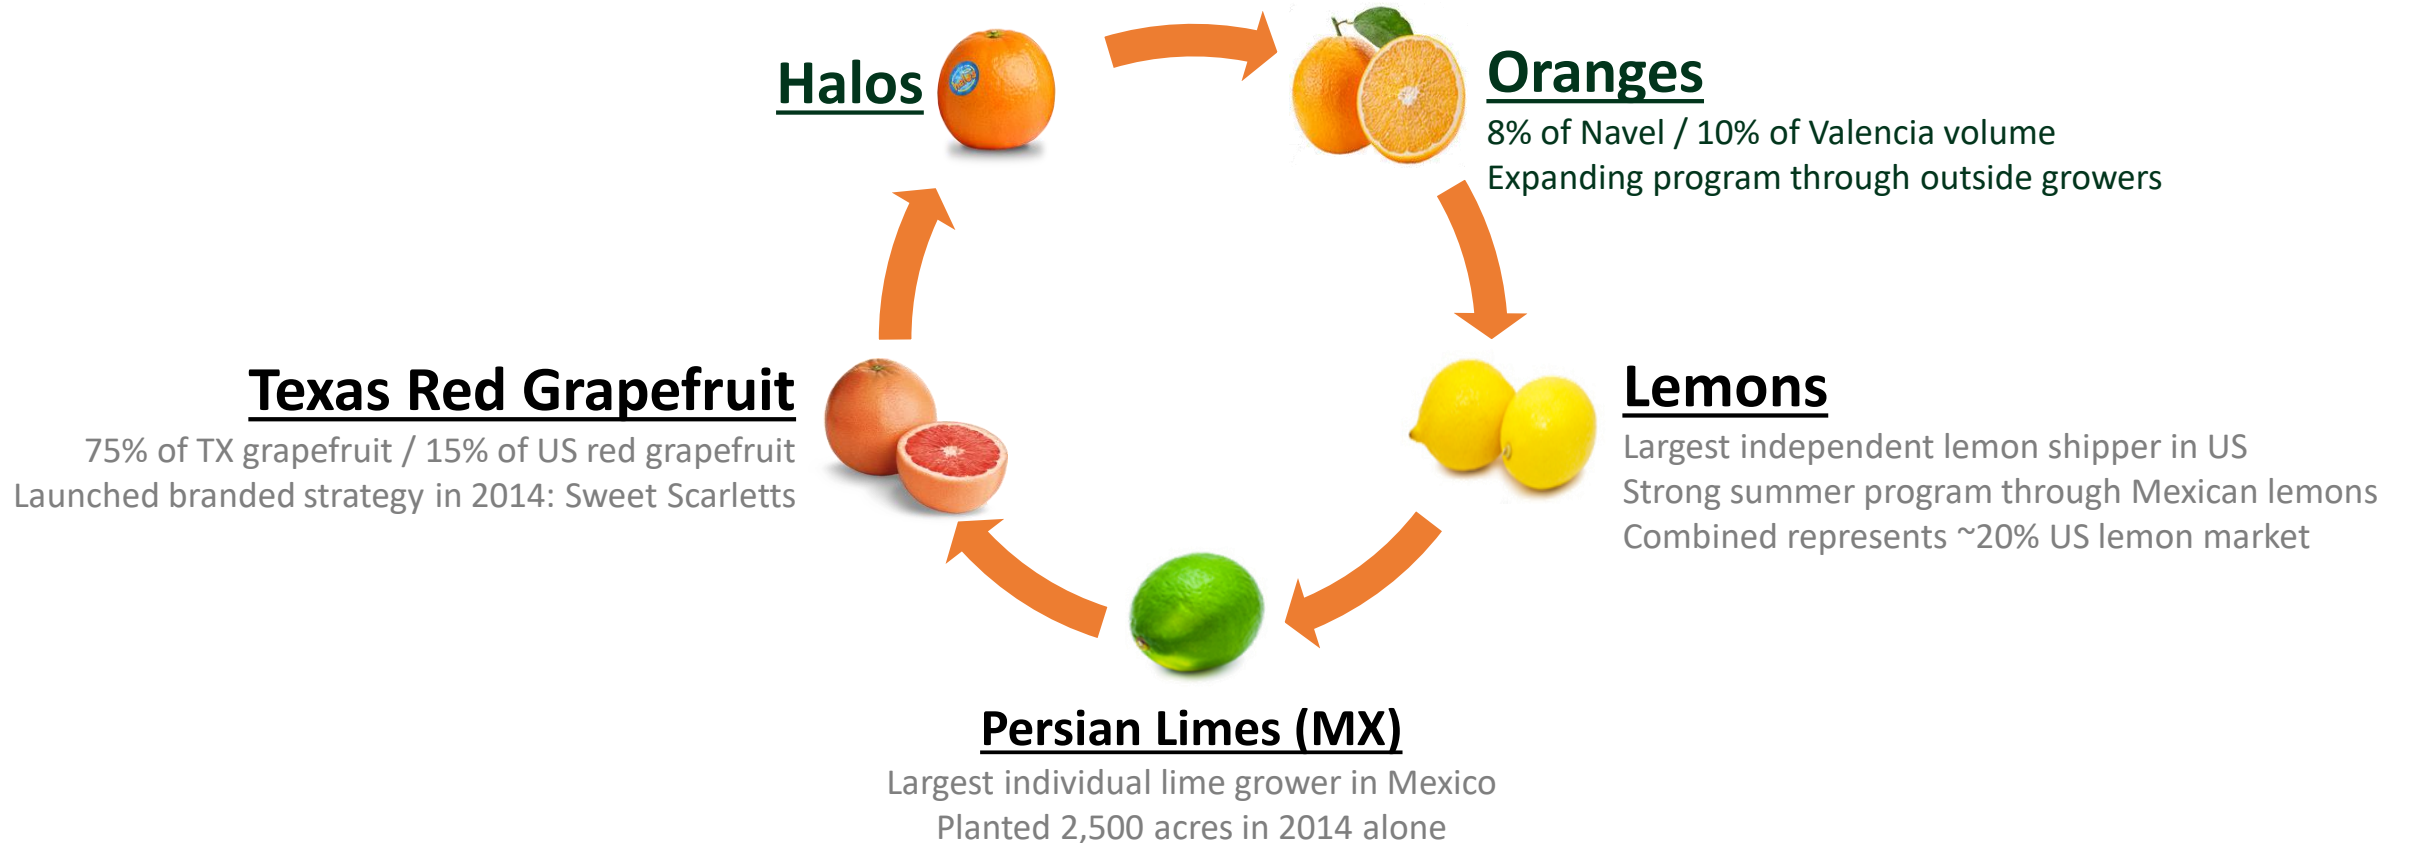 Halos
Oranges
8% of Navel / 10% of Valencia volume
Expanding program through outside growers
Texas Red Grapefruit
75% of TX grapefruit / 15% of US red grapefruit
Launched branded strategy in 2014: Sweet Scarletts
Lemons
Largest independent lemon shipper in US
Strong summer program through Mexican lemons
Combined represents ~20% US lemon market
Persian Limes (MX)
Largest individual lime grower in Mexico
Planted 2,500 acres in 2014 alone